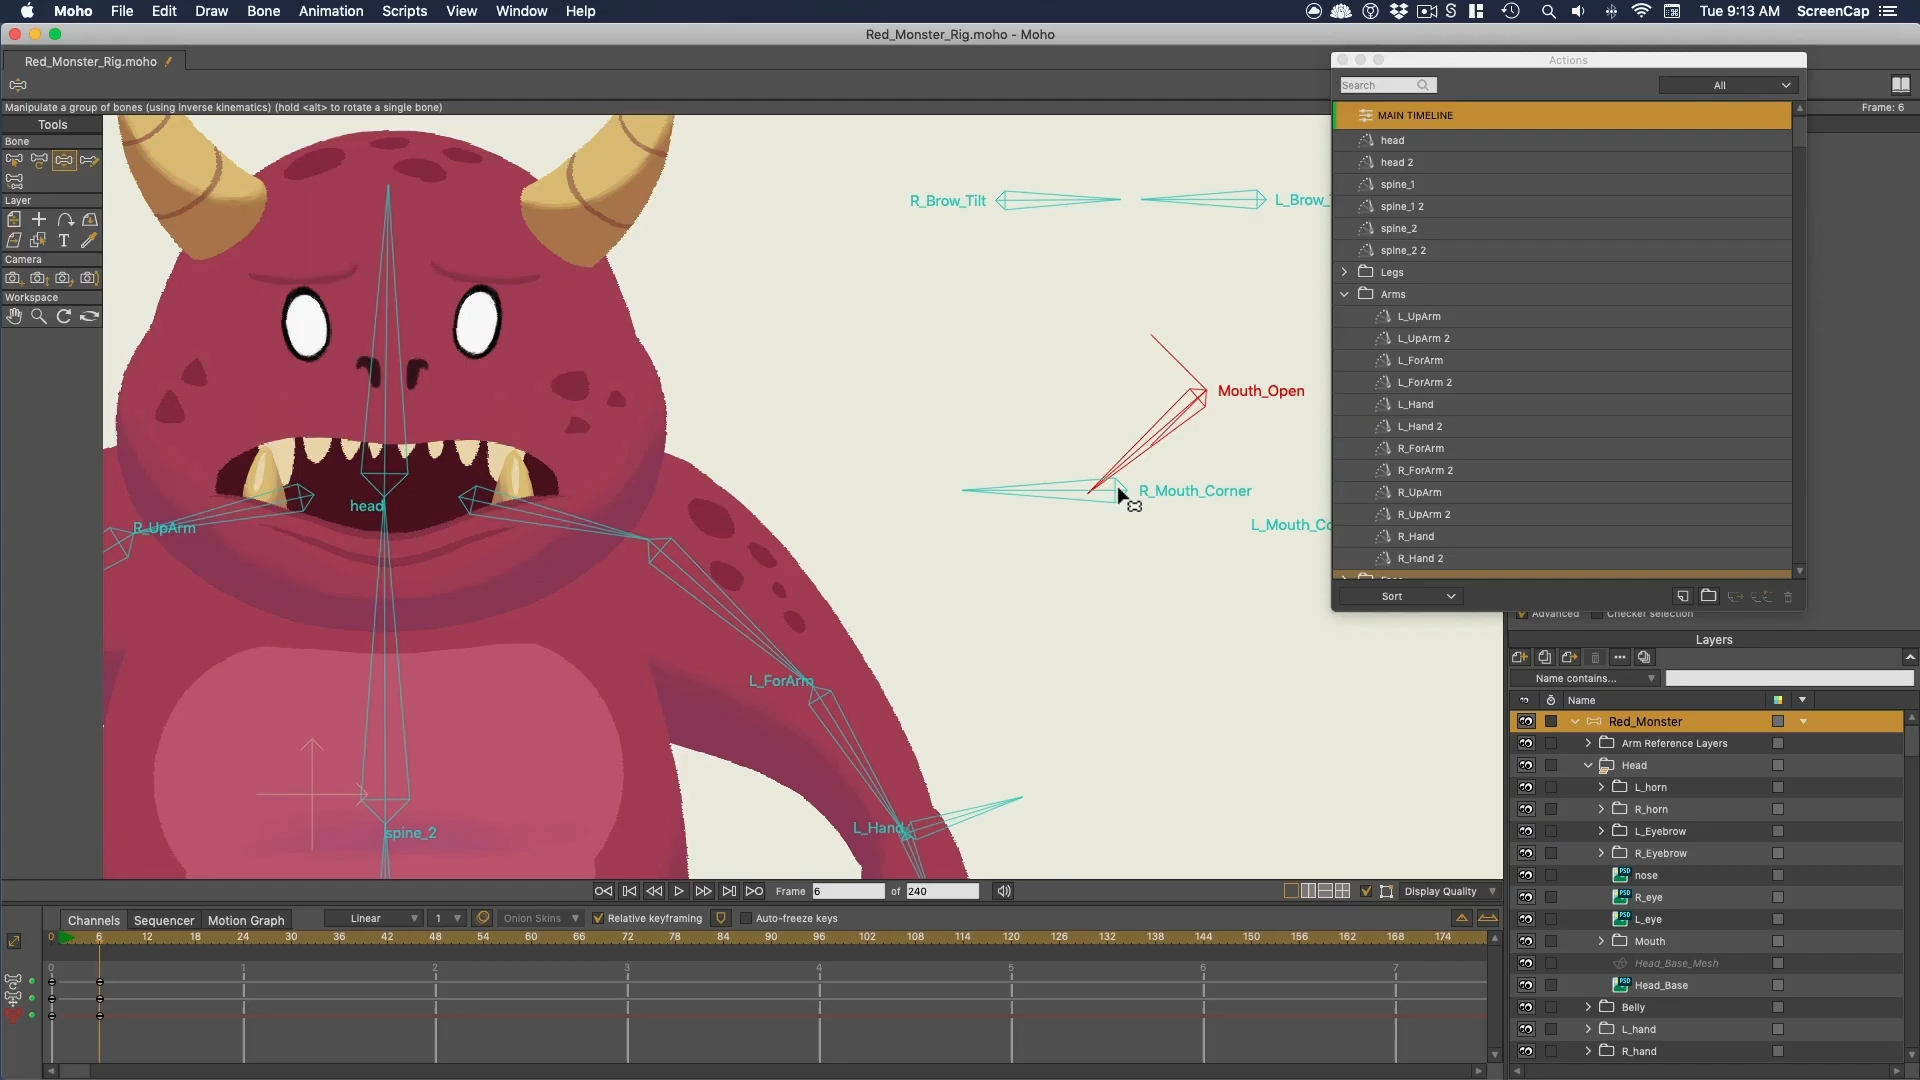 Moho File Edit Draw Bone Animation Scripts View Window Help
Tue 9:13 AM ScreenCap
Red_Monster_Rig.moho - Moho
Red_Monster_Rig.moho
Manipulate a group of bones (using inverse kinematics) (hold <alt> to rotate a single bone)
Frame: 6
Tools
Bone
Layer
T
Camera
Workspace
R_Brow_Tilt
L_Brow_
Mouth_Open
R_Mouth_Corner
L_Mouth_Co
head
R_UpArm
L_ForArm
L_Hand
spine_2
Actions
Search
All
MAIN TIMELINE
head
head 2
spine_1
spine_1 2
spine_2
spine_2 2
Legs
Arms
L_UpArm
L_UpArm 2
L_ForArm
L_ForArm 2
L_Hand
L_Hand 2
R_ForArm
R_ForArm 2
R_UpArm
R_UpArm 2
R_Hand
R_Hand 2
Sort
Advanced Checker selection
Layers
Name contains...
Name
Red_Monster
Arm Reference Layers
Head
L_horn
R_horn
L_Eyebrow
R_Eyebrow
nose
R_eye
L_eye
Mouth
Head_Base_Mesh
Head_Base
Belly
L_hand
R_hand
Frame 6 of 240
Display Quality
Channels Sequencer Motion Graph
Linear 1 Onion Skins Relative keyframing Auto-freeze keys
0 6 12 18 24 30 36 42 48 54 60 66 72 78 84 90 96 102 108 114 120 126 132 138 144 150 156 162 168 174
0 1 2 3 4 5 6 7